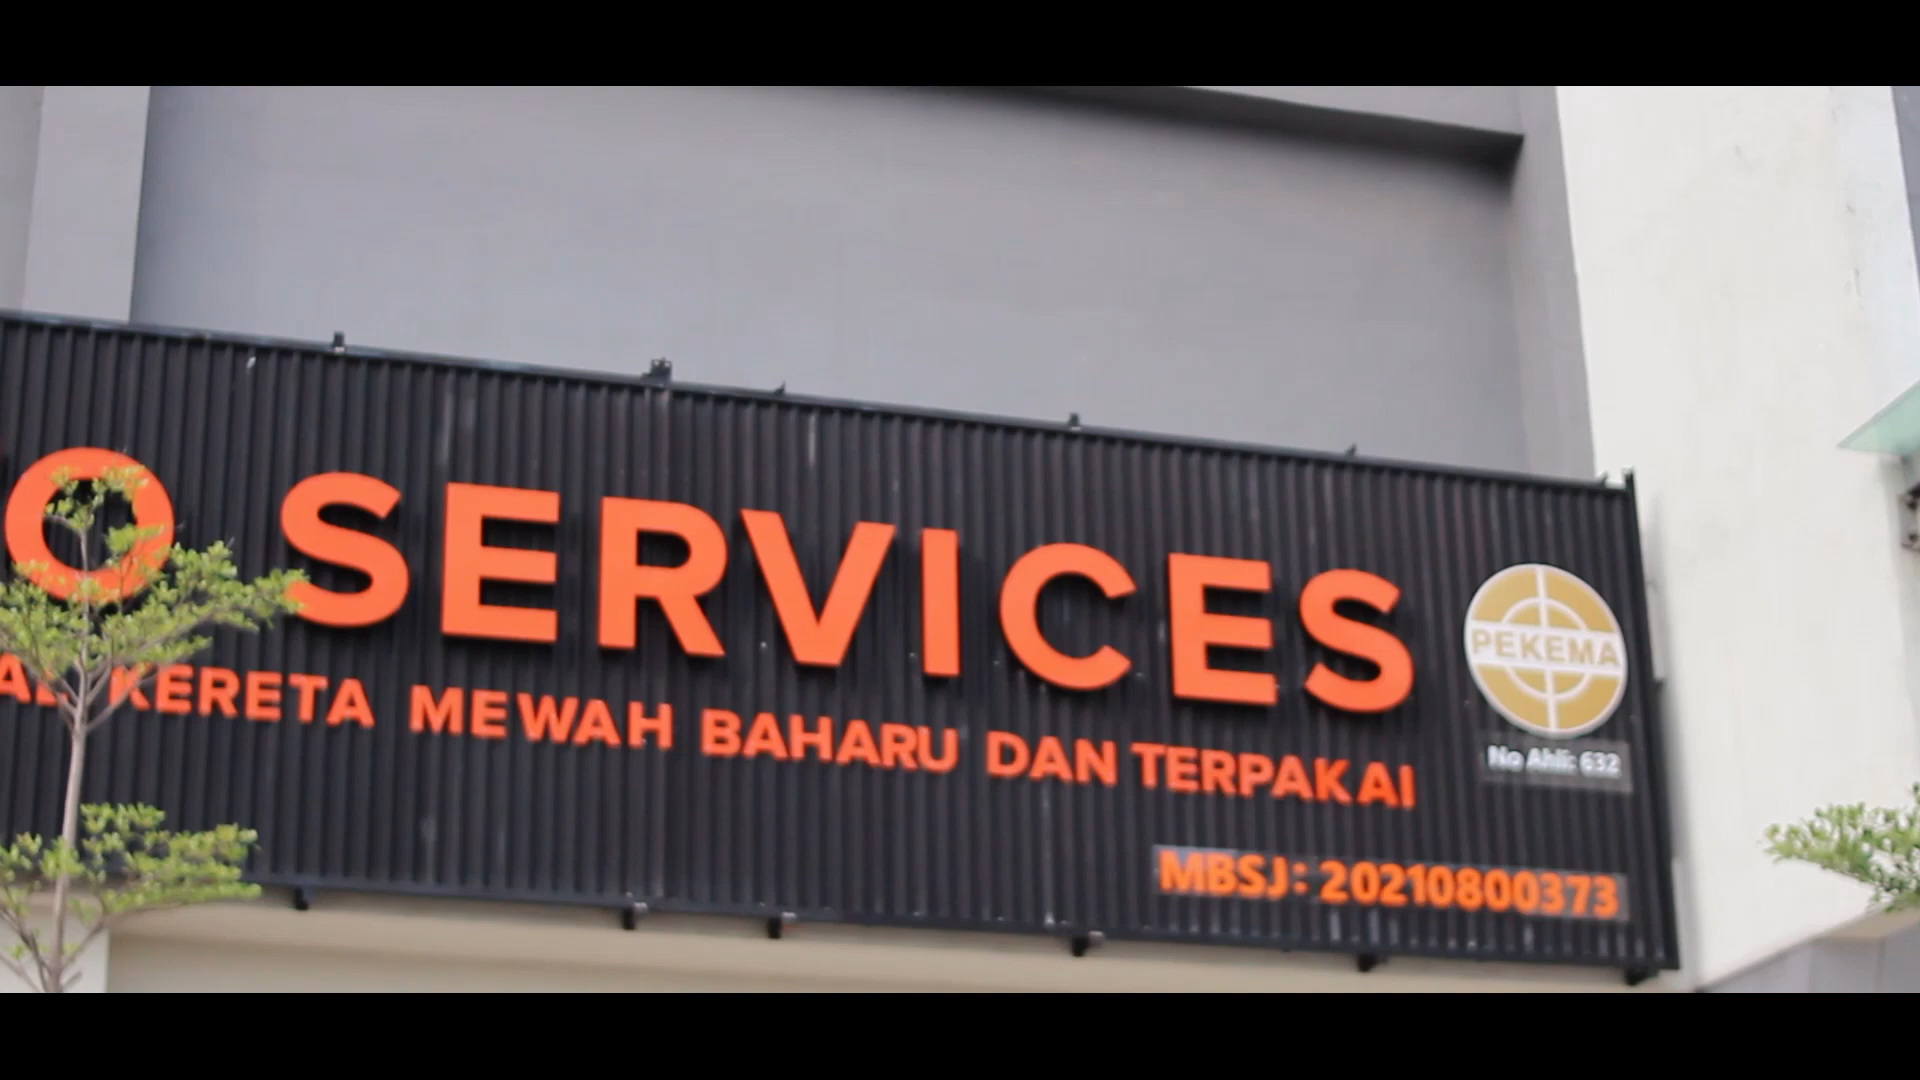 O SERVICES
KERETA MEWAH BAHARU DAN TERPAKAI
PEKEMA
No Ahli: 632
MBSJ: 20210800373